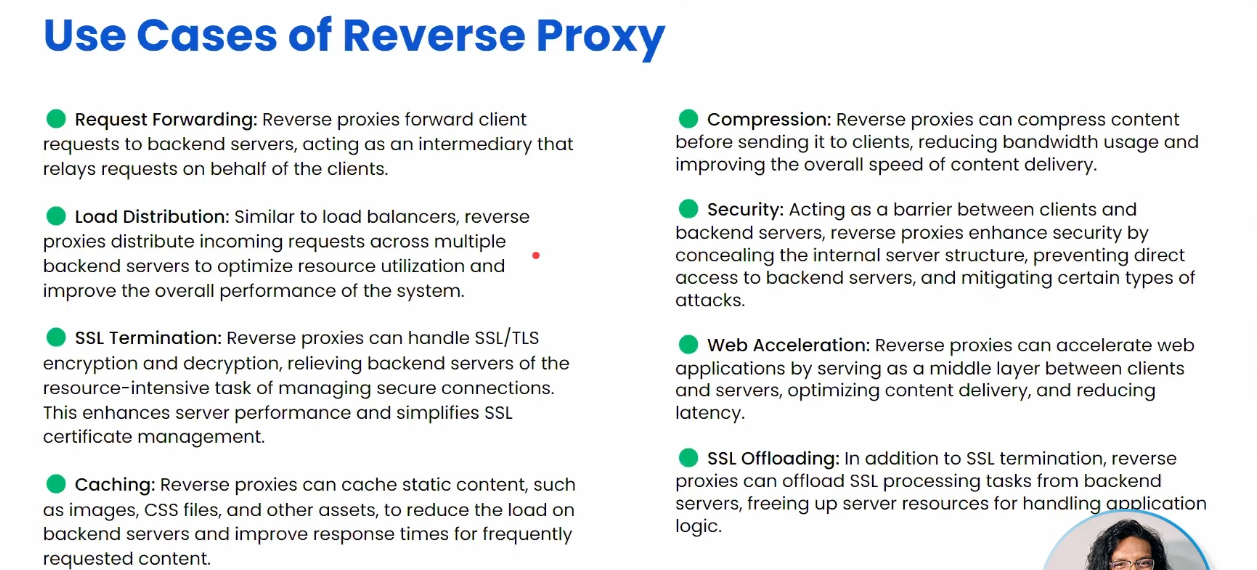 Use Cases of Reverse Proxy
Request Forwarding: Reverse proxies forward client
requests to backend servers, acting as an intermediary that
relays requests on behalf of the clients.
Load Distribution: Similar to load balancers, reverse
proxies distribute incoming requests across multiple
backend servers to optimize resource utilization and
improve the overall performance of the system.
SSL Termination: Reverse proxies can handle SSL/TLS
encryption and decryption, relieving backend servers of the
resource-intensive task of managing secure connections.
This enhances server performance and simplifies SSL
certificate management.
Caching: Reverse proxies can cache static content, such
as images, CSS files, and other assets, to reduce the load on
backend servers and improve response times for frequently
requested content.
Compression: Reverse proxies can compress content
before sending it to clients, reducing bandwidth usage and
improving the overall speed of content delivery.
Security: Acting as a barrier between clients and
backend servers, reverse proxies enhance security by
concealing the internal server structure, preventing direct
access to backend servers, and mitigating certain types of
attacks.
Web Acceleration: Reverse proxies can accelerate web
applications by serving as a middle layer between clients
and servers, optimizing content delivery, and reducing
latency.
SSL Offloading: In addition to SSL termination, reverse
proxies can offload SSL processing tasks from backend
servers, freeing up server resources for handling application
logic.